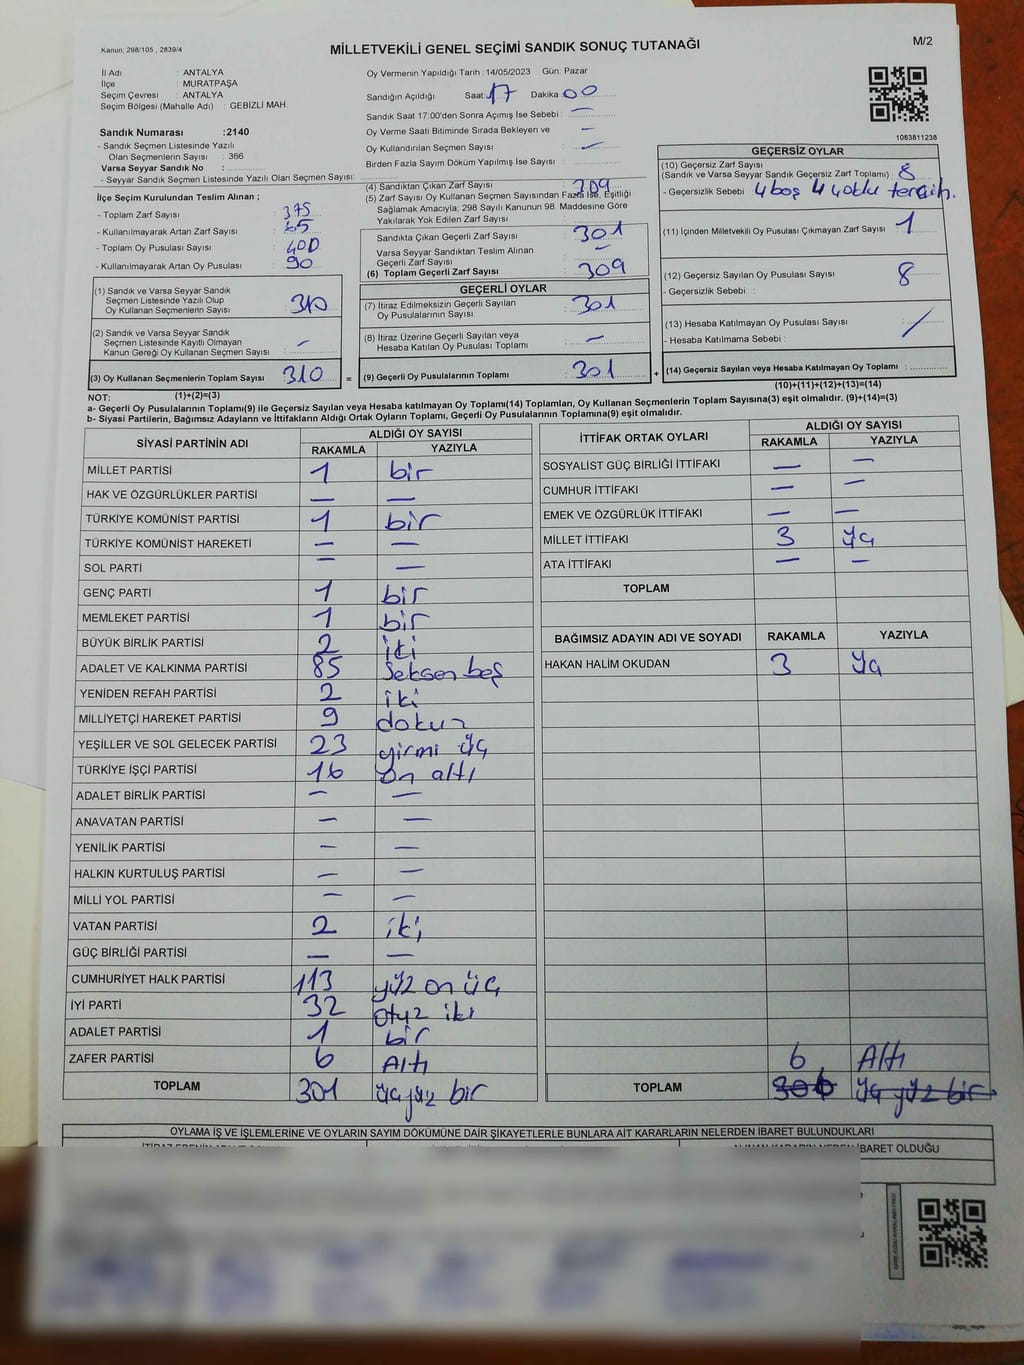 Kanun: 298/105 , 2839/4
MİLLETVEKİLİ GENEL SEÇİMİ SANDIK SONUÇ TUTANAĞI
M/2
İl Adı : ANTALYA
İlçe : MURATPAŞA
Seçim Çevresi : ANTALYA
Seçim Bölgesi (Mahalle Adı) : GEBİZLİ MAH.
Oy Vermenin Yapıldığı Tarih : 14/05/2023 Gün: Pazar
Sandığın Açıldığı Saat: 17 Dakika 00
Sandık Saat 17:00'den Sonra Açımış İse Sebebi : —
Oy Verme Saati Bitiminde Sırada Bekleyen ve
Oy Kullandırılan Seçmen Sayısı —
Birden Fazla Sayım Döküm Yapılmış İse Sayısı :
1083811238
Sandık Numarası :2140
- Sandık Seçmen Listesinde Yazılı
Olan Seçmenlerin Sayısı : 366
Varsa Seyyar Sandık No :
- Seyyar Sandık Seçmen Listesinde Yazılı Olan Seçmen Sayısı:
İlçe Seçim Kurulundan Teslim Alınan ;
- Toplam Zarf Sayısı : 375
- Kullanılmayarak Artan Zarf Sayısı : 65
- Toplam Oy Pusulası Sayısı : 400
- Kullanılmayarak Artan Oy Pusulası : 90
(1) Sandık ve Varsa Seyyar Sandık
Seçmen Listesinde Yazılı Olup
Oy Kullanan Seçmenlerin Sayısı : 310
(2) Sandık ve Varsa Seyyar Sandık
Seçmen Listesinde Kayıtlı Olmayan
Kanun Gereği Oy Kullanan Seçmen Sayısı : —
(3) Oy Kullanan Seçmenlerin Toplam Sayısı : 310
(1)+(2)=(3)
(4) Sandıktan Çıkan Zarf Sayısı : 309
(5) Zarf Sayısı Oy Kullanan Seçmen Sayısından Fazla İse, Eşitliği
Sağlamak Amacıyla; 298 Sayılı Kanunun 98. Maddesine Göre
Yakılarak Yok Edilen Zarf Sayısı :
Sandıkta Çıkan Geçerli Zarf Sayısı : 301
Varsa Seyyar Sandıktan Teslim Alınan
Geçerli Zarf Sayısı : —
(6) Toplam Geçerli Zarf Sayısı : 309
GEÇERLİ OYLAR
(7) İtiraz Edilmeksizin Geçerli Sayılan
Oy Pusulalarının Sayısı : 301
(8) İtiraz Üzerine Geçerli Sayılan veya
Hesaba Katılan Oy Pusulası Toplamı : —
= (9) Geçerli Oy Pusulalarının Toplamı : 301
GEÇERSİZ OYLAR
(10) Geçersiz Zarf Sayısı
(Sandık ve Varsa Seyyar Sandık Geçersiz Zarf Toplamı) : 8
- Geçersizlik Sebebi : 4 boş 4 çoklu tercih.
(11) İçinden Milletvekili Oy Pusulası Çıkmayan Zarf Sayısı : 1
(12) Geçersiz Sayılan Oy Pusulası Sayısı : 8
- Geçersizlik Sebebi :
(13) Hesaba Katılmayan Oy Pusulası Sayısı : /
- Hesaba Katılmama Sebebi :
+ (14) Geçersiz Sayılan veya Hesaba Katılmayan Oy Toplamı :
(10)+(11)+(12)+(13)=(14)
NOT:
a- Geçerli Oy Pusulalarının Toplamı(9) ile Geçersiz Sayılan veya Hesaba katılmayan Oy Toplamı(14) Toplamları, Oy Kullanan Seçmenlerin Toplam Sayısına(3) eşit olmalıdır. (9)+(14)=(3)
b- Siyasi Partilerin, Bağımsız Adayların ve İttifakların Aldığı Ortak Oyların Toplamı, Geçerli Oy Pusulalarının Toplamına(9) eşit olmalıdır.
SİYASİ PARTİNİN ADI ALDIĞI OY SAYISI
RAKAMLA YAZIYLA
MİLLET PARTİSİ 1 bir
HAK VE ÖZGÜRLÜKLER PARTİSİ — —
TÜRKİYE KOMÜNİST PARTİSİ 1 bir
TÜRKİYE KOMÜNİST HAREKETİ — —
SOL PARTİ — —
GENÇ PARTİ 1 bir
MEMLEKET PARTİSİ 1 bir
BÜYÜK BİRLİK PARTİSİ 2 iki
ADALET VE KALKINMA PARTİSİ 85 Seksen beş
YENİDEN REFAH PARTİSİ 2 iki
MİLLİYETÇİ HAREKET PARTİSİ 9 dokuz
YEŞİLLER VE SOL GELECEK PARTİSİ 23 yirmi üç
TÜRKİYE İŞÇİ PARTİSİ 16 On altı
ADALET BİRLİK PARTİSİ — —
ANAVATAN PARTİSİ — —
YENİLİK PARTİSİ — —
HALKIN KURTULUŞ PARTİSİ — —
MİLLİ YOL PARTİSİ — —
VATAN PARTİSİ 2 iki
GÜÇ BİRLİĞİ PARTİSİ — —
CUMHURİYET HALK PARTİSİ 113 yüz on üç
İYİ PARTİ 32 Otuz iki
ADALET PARTİSİ 1 bir
ZAFER PARTİSİ 6 Altı
TOPLAM 301 üç yüz bir
İTTİFAK ORTAK OYLARI ALDIĞI OY SAYISI
RAKAMLA YAZIYLA
SOSYALİST GÜÇ BİRLİĞİ İTTİFAKI — —
CUMHUR İTTİFAKI — —
EMEK VE ÖZGÜRLÜK İTTİFAKI — —
MİLLET İTTİFAKI 3 üç
ATA İTTİFAKI — —
TOPLAM
BAĞIMSIZ ADAYIN ADI VE SOYADI RAKAMLA YAZIYLA
HAKAN HALİM OKUDAN 3 üç
6 Altı
TOPLAM 306 üç yüz bir
OYLAMA İŞ VE İŞLEMLERİNE VE OYLARIN SAYIM DÖKÜMÜNE DAİR ŞİKAYETLERLE BUNLARA AİT KARARLARIN NELERDEN İBARET BULUNDUKLARI
İBARET OLDUĞU